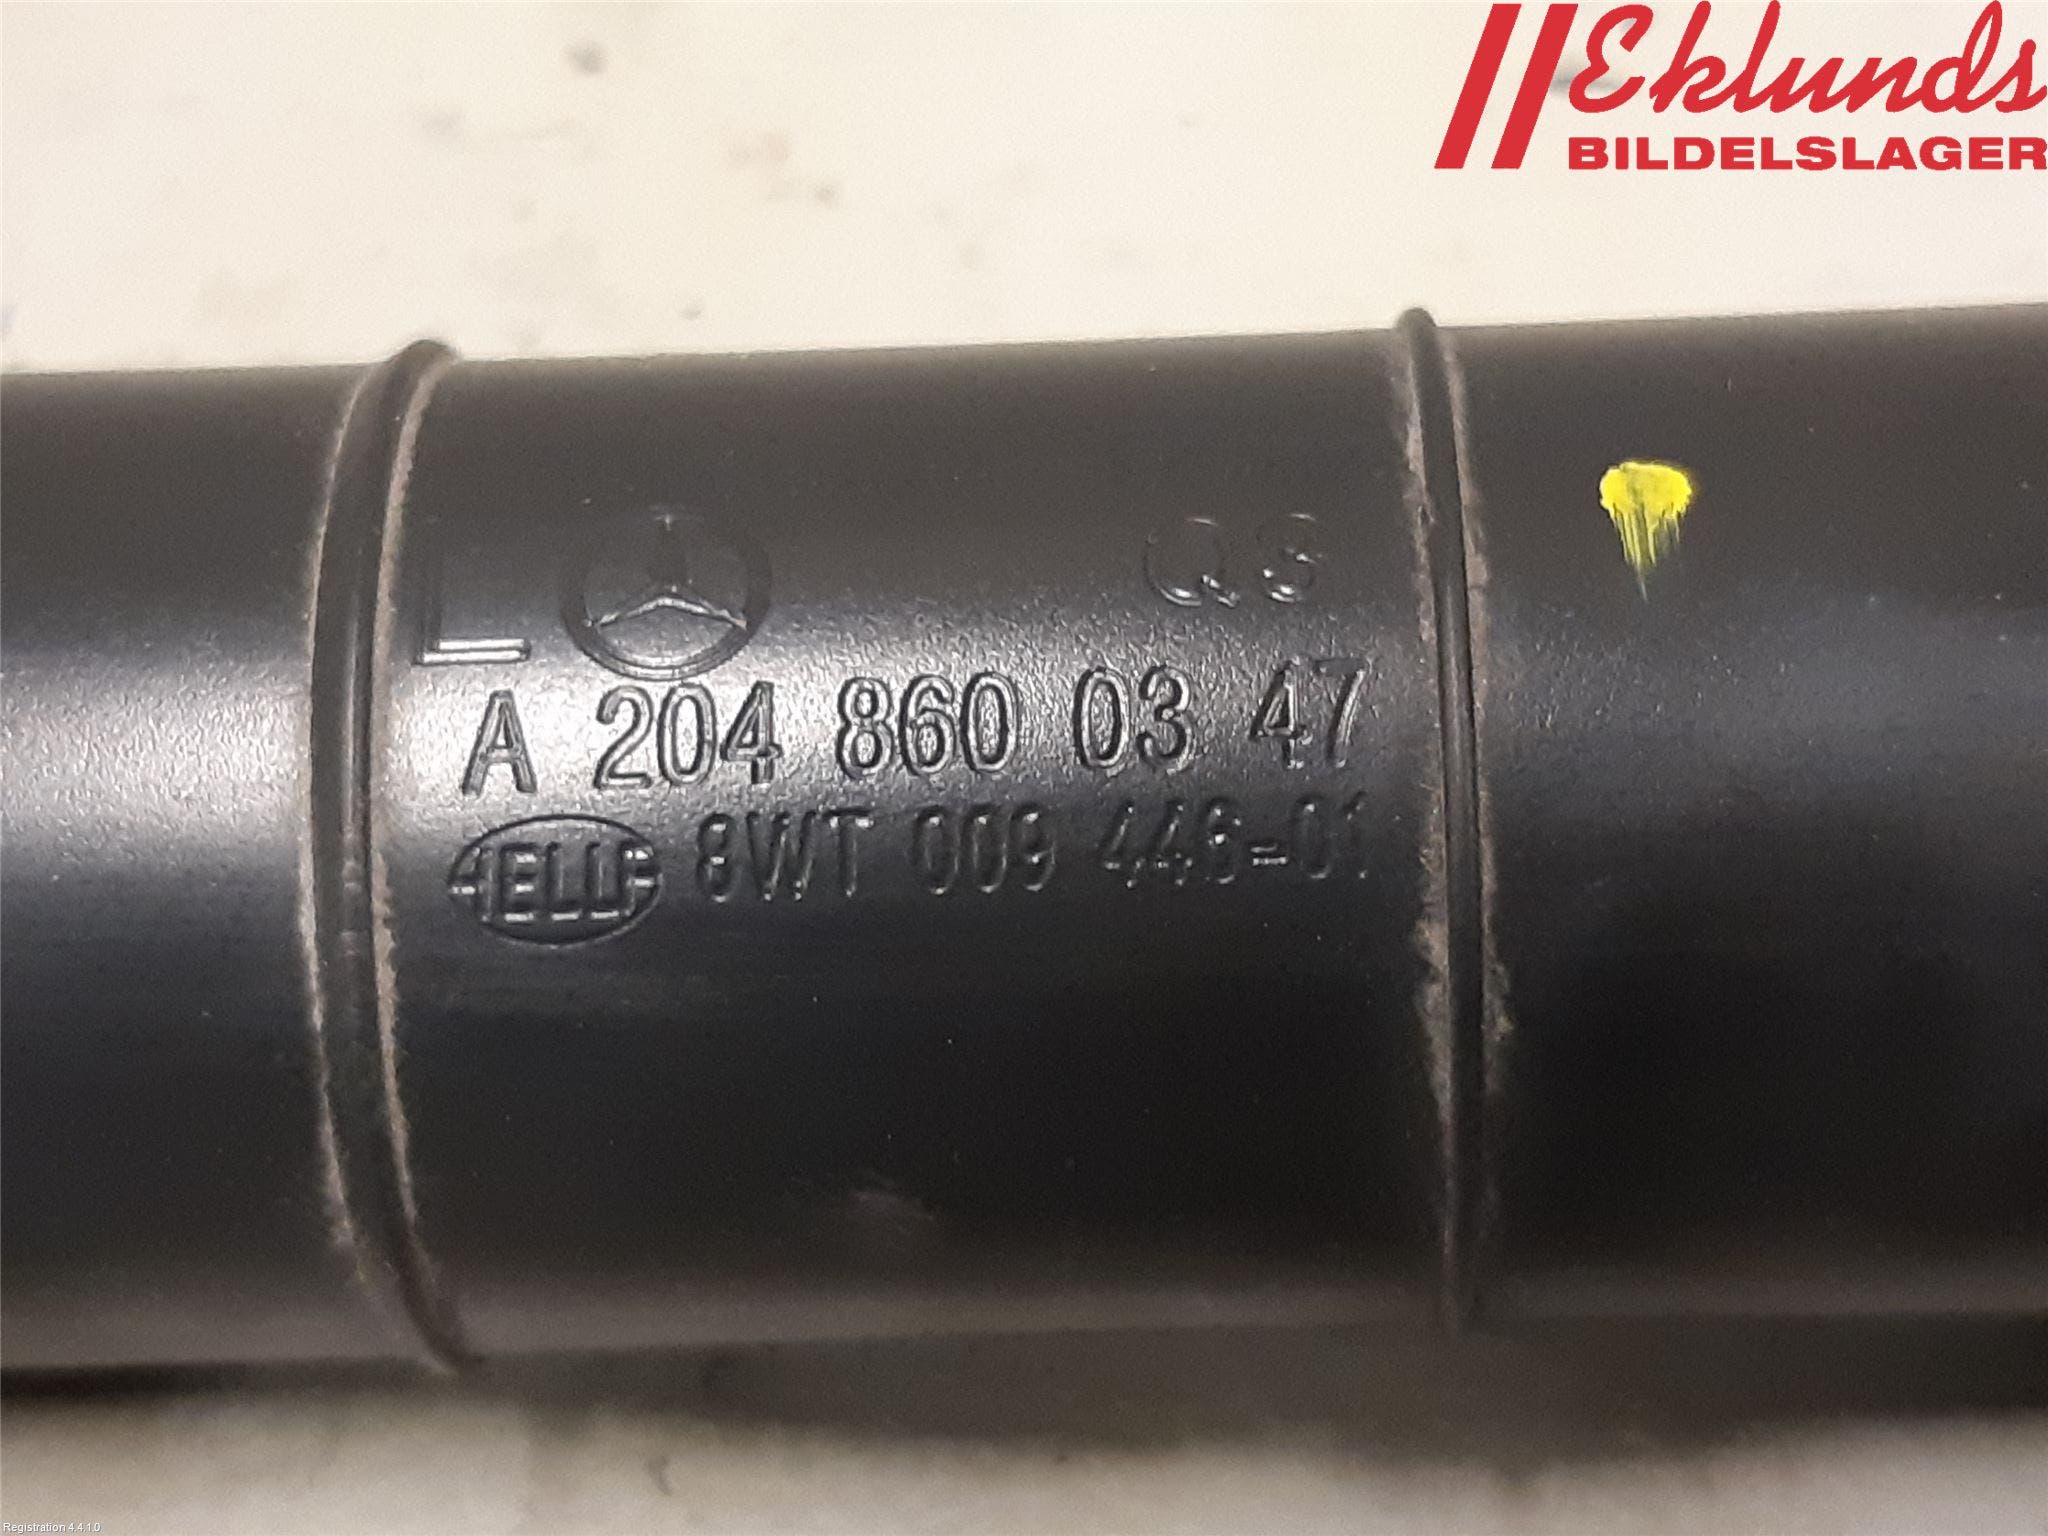 Eklunds
BILDELSLAGER
L QS
A 204 860 03 47
HELLA 8WT 009 446-01
Registration 4.4.1.0